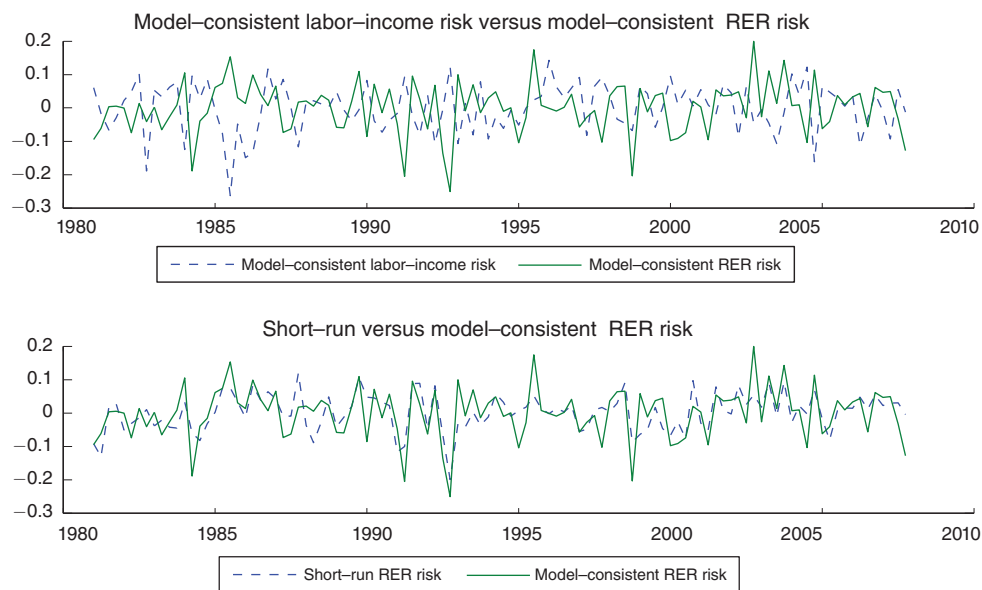 Model–consistent labor–income risk versus model–consistent RER risk
0.2
0.1
0
−0.1
−0.2
−0.3
1980 1985 1990 1995 2000 2005 2010
Model–consistent labor–income risk Model–consistent RER risk
Short–run versus model–consistent RER risk
0.2
0.1
0
−0.1
−0.2
−0.3
1980 1985 1990 1995 2000 2005 2010
Short–run RER risk Model–consistent RER risk